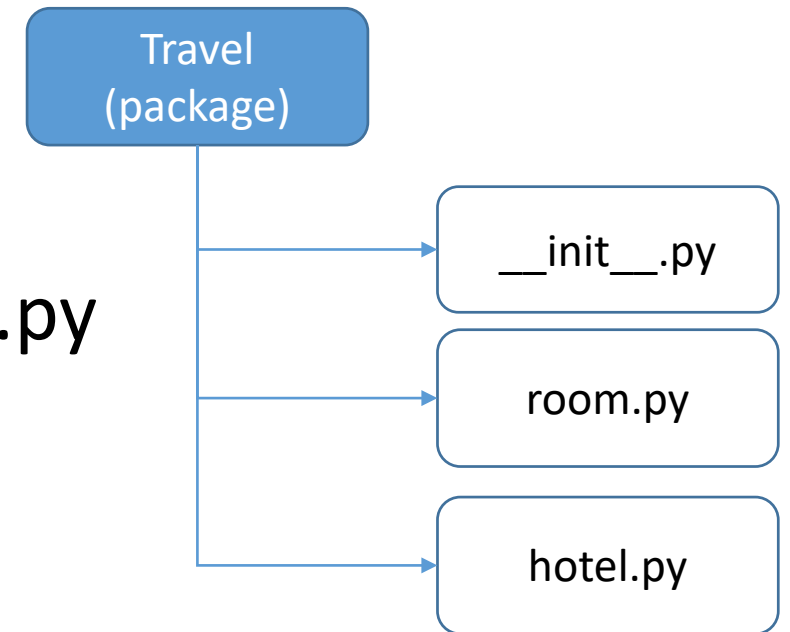 Travel
(package)
__init__.py
.py
room.py
hotel.py